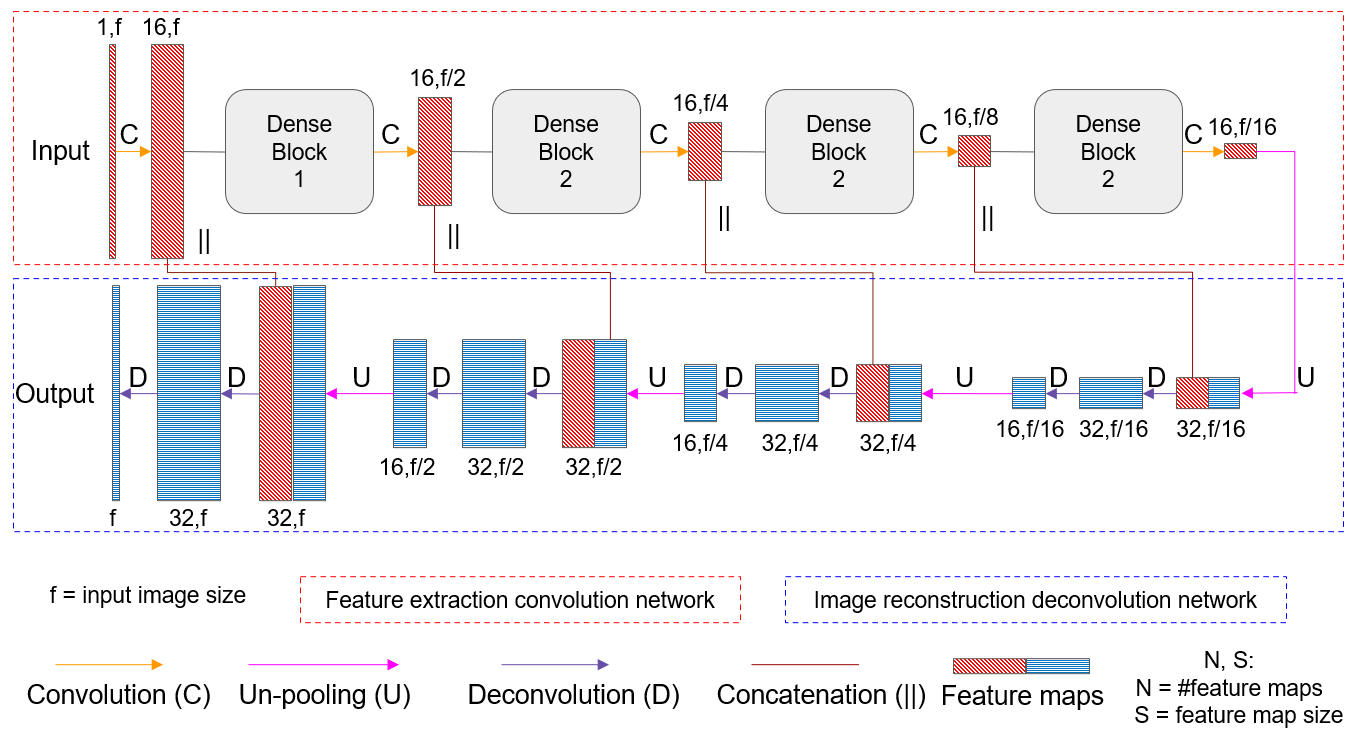 1,f
16,f
16,f/2
16,f/4
16,f/8
16,f/16
Input
C
Dense
Block
1
C
Dense
Block
2
C
Dense
Block
2
C
Dense
Block
2
C
||
||
||
||
Output
D
D
U
D
D
U
D
D
U
D
D
U
f
32,f
32,f
16,f/2
32,f/2
32,f/2
16,f/4
32,f/4
32,f/4
16,f/16
32,f/16
32,f/16
f = input image size
Feature extraction convolution network
Image reconstruction deconvolution network
Convolution (C)
Un-pooling (U)
Deconvolution (D)
Concatenation (||)
Feature maps
N, S:
N = #feature maps
S = feature map size